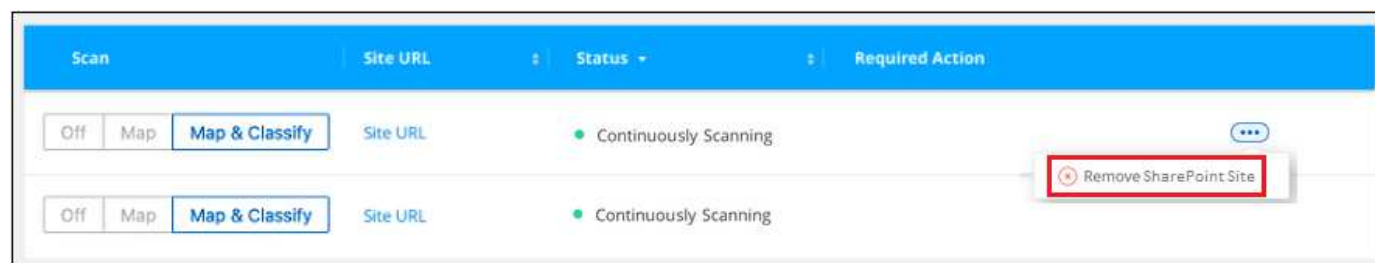 Scan Site URL Status Required Action
Off Map Map & Classify Site URL Continuously Scanning
Remove SharePoint Site
Off Map Map & Classify Site URL Continuously Scanning